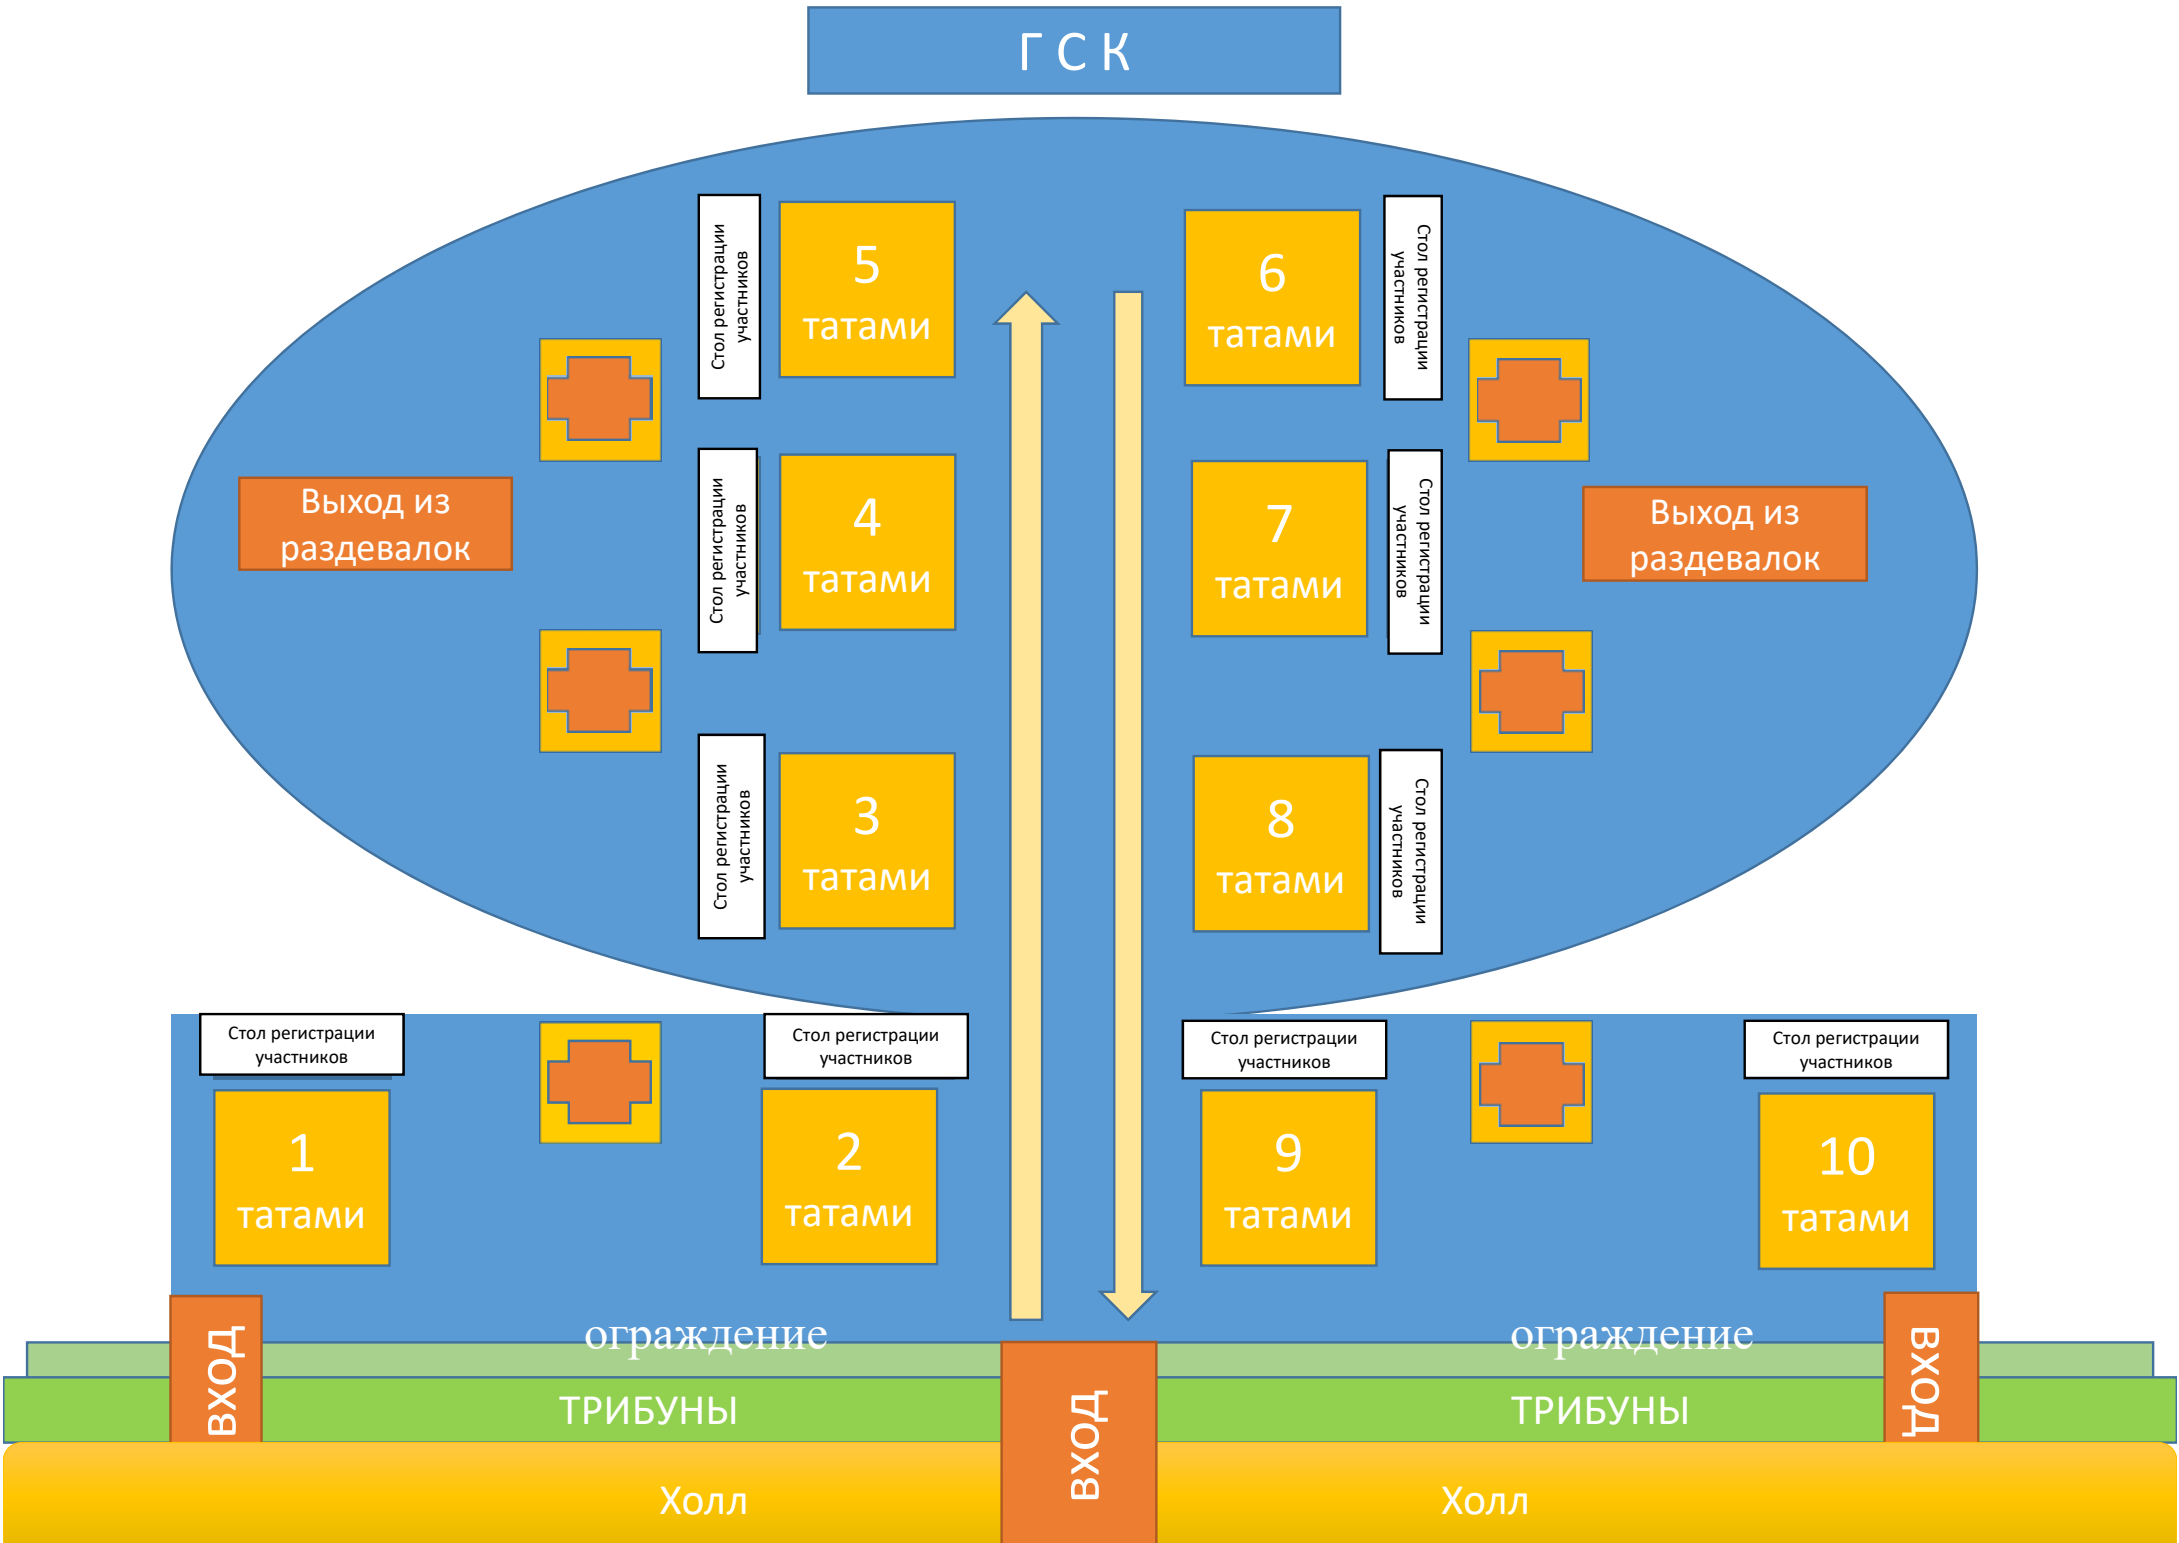 Г С К
Стол регистрации
участников
5
татами
6
татами
Стол регистрации
участников
Выход из
раздевалок
Стол регистрации
участников
4
татами
7
татами
Стол регистрации
участников
Выход из
раздевалок
Стол регистрации
участников
3
татами
8
татами
Стол регистрации
участников
Стол регистрации
участников
Стол регистрации
участников
Стол регистрации
участников
Стол регистрации
участников
1
татами
2
татами
9
татами
10
татами
ВХОД
ограждение
ограждение
ВХОД
ТРИБУНЫ
ВХОД
ТРИБУНЫ
Холл
Холл